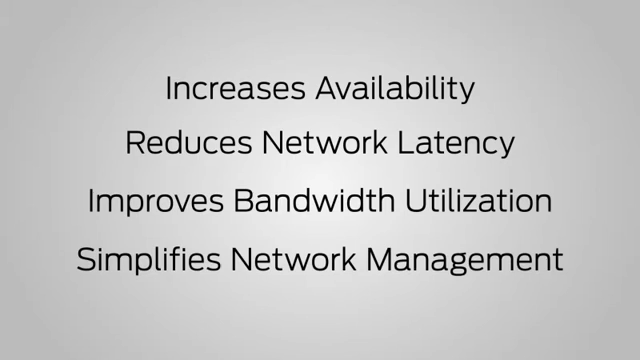 Increases Availability
Reduces Network Latency
Improves Bandwidth Utilization
Simplifies Network Management